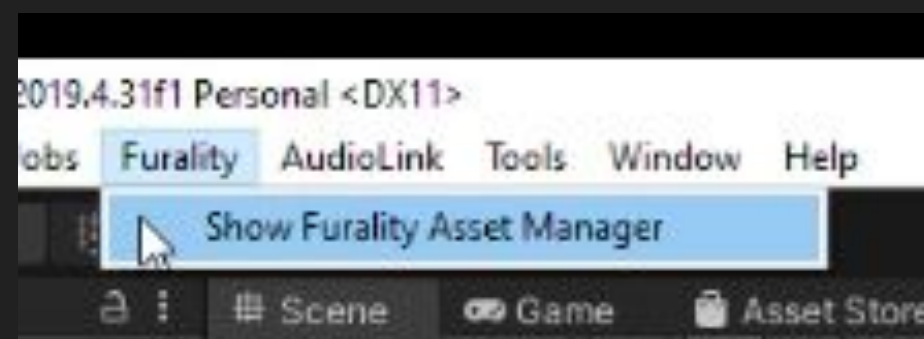 2019.4.31f1 Personal <DX11>
obs Furality AudioLink Tools Window Help
Show Furality Asset Manager
Scene Game Asset Store